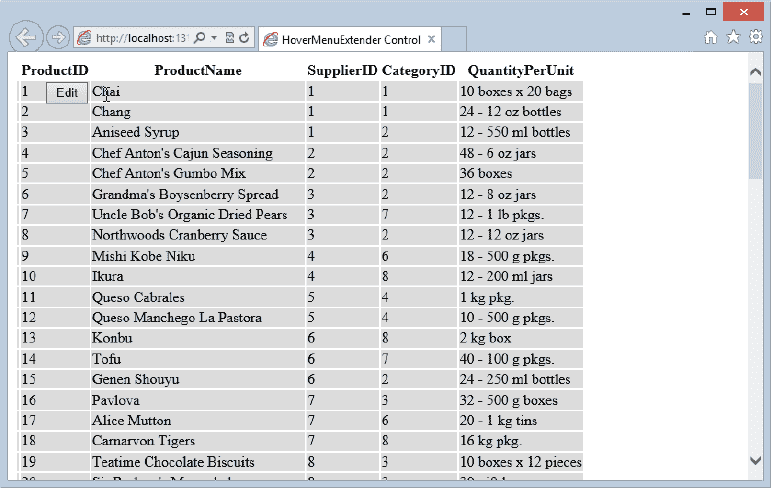 http://localhost:131
HoverMenuExtender Control
ProductID ProductName SupplierID CategoryID QuantityPerUnit
1 Edit Chai 1 1 10 boxes x 20 bags
2 Chang 1 1 24 - 12 oz bottles
3 Aniseed Syrup 1 2 12 - 550 ml bottles
4 Chef Anton's Cajun Seasoning 2 2 48 - 6 oz jars
5 Chef Anton's Gumbo Mix 2 2 36 boxes
6 Grandma's Boysenberry Spread 3 2 12 - 8 oz jars
7 Uncle Bob's Organic Dried Pears 3 7 12 - 1 lb pkgs.
8 Northwoods Cranberry Sauce 3 2 12 - 12 oz jars
9 Mishi Kobe Niku 4 6 18 - 500 g pkgs.
10 Ikura 4 8 12 - 200 ml jars
11 Queso Cabrales 5 4 1 kg pkg.
12 Queso Manchego La Pastora 5 4 10 - 500 g pkgs.
13 Konbu 6 8 2 kg box
14 Tofu 6 7 40 - 100 g pkgs.
15 Genen Shouyu 6 2 24 - 250 ml bottles
16 Pavlova 7 3 32 - 500 g boxes
17 Alice Mutton 7 6 20 - 1 kg tins
18 Carnarvon Tigers 7 8 16 kg pkg.
19 Teatime Chocolate Biscuits 8 3 10 boxes x 12 pieces